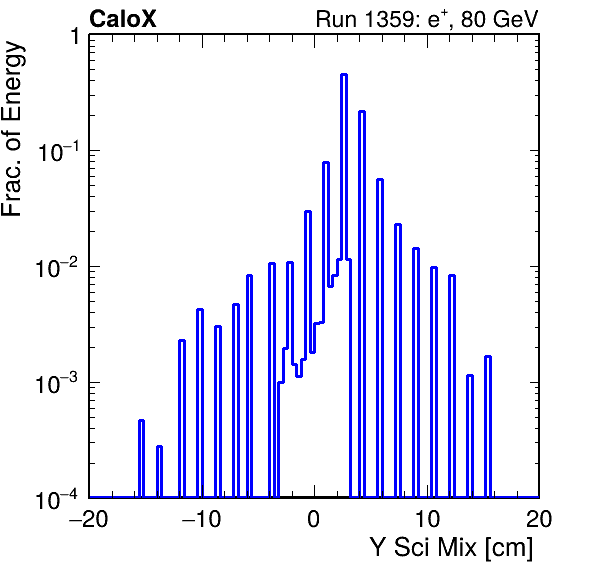 CaloX Run 1359: e⁺, 80 GeV
Frac. of Energy
1
10⁻¹
10⁻²
10⁻³
10⁻⁴
−20 −10 0 10 20
Y Sci Mix [cm]